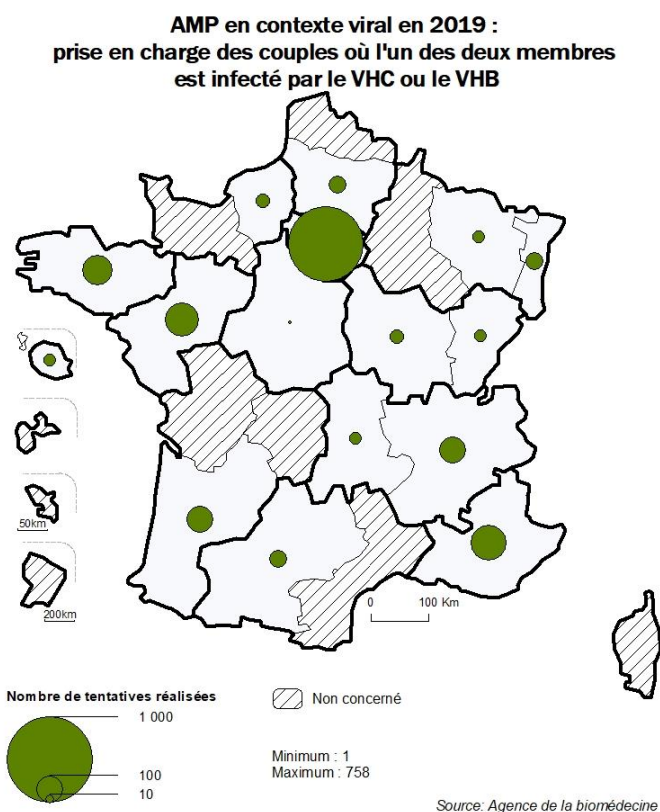 AMP en contexte viral en 2019 :
prise en charge des couples où l'un des deux membres
est infecté par le VHC ou le VHB
50km
200km
0 100 Km
Nombre de tentatives réalisées
1 000
100
10
Non concerné
Minimum : 1
Maximum : 758
Source: Agence de la biomédecine